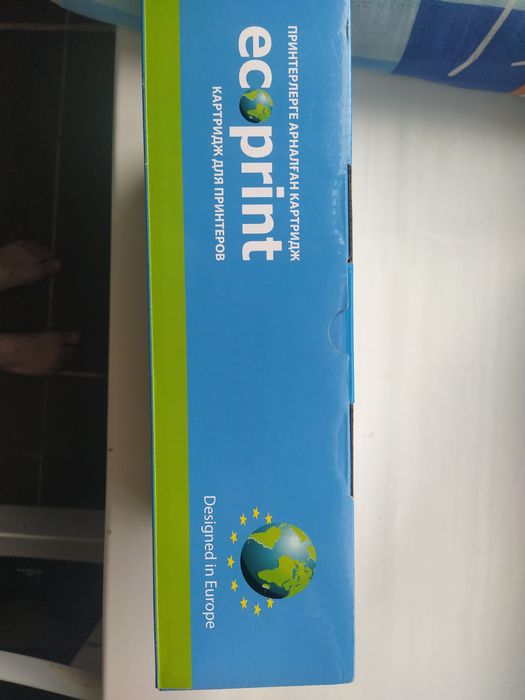 ПРИНТЕРЛЕРГЕ АРНАЛҒАН КАРТРИДЖ
ecoprint
КАРТРИДЖ ДЛЯ ПРИНТЕРОВ
Designed in Europe